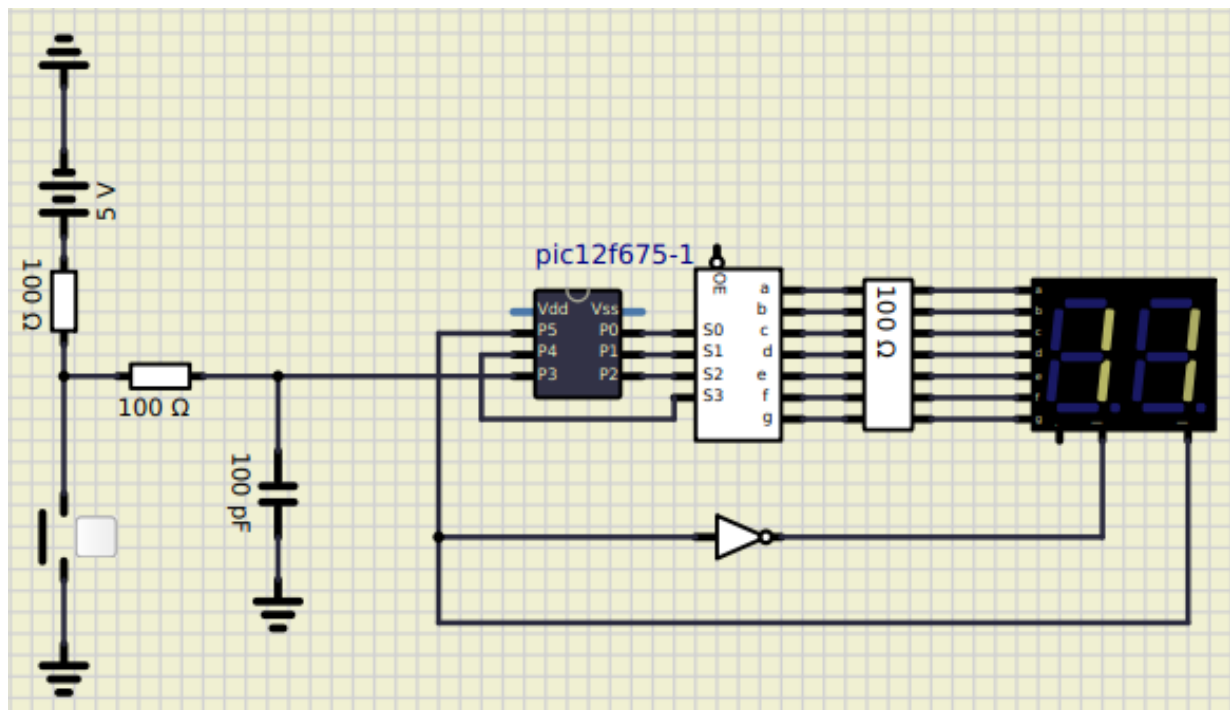 5 V
100 Ω
100 Ω
100 pF
pic12f675-1
Vdd Vss
P5 P0
P4 P1
P3 P2
OE
S0
S1
S2
S3
a
b
c
d
e
f
g
100 Ω
a
b
c
d
e
f
g